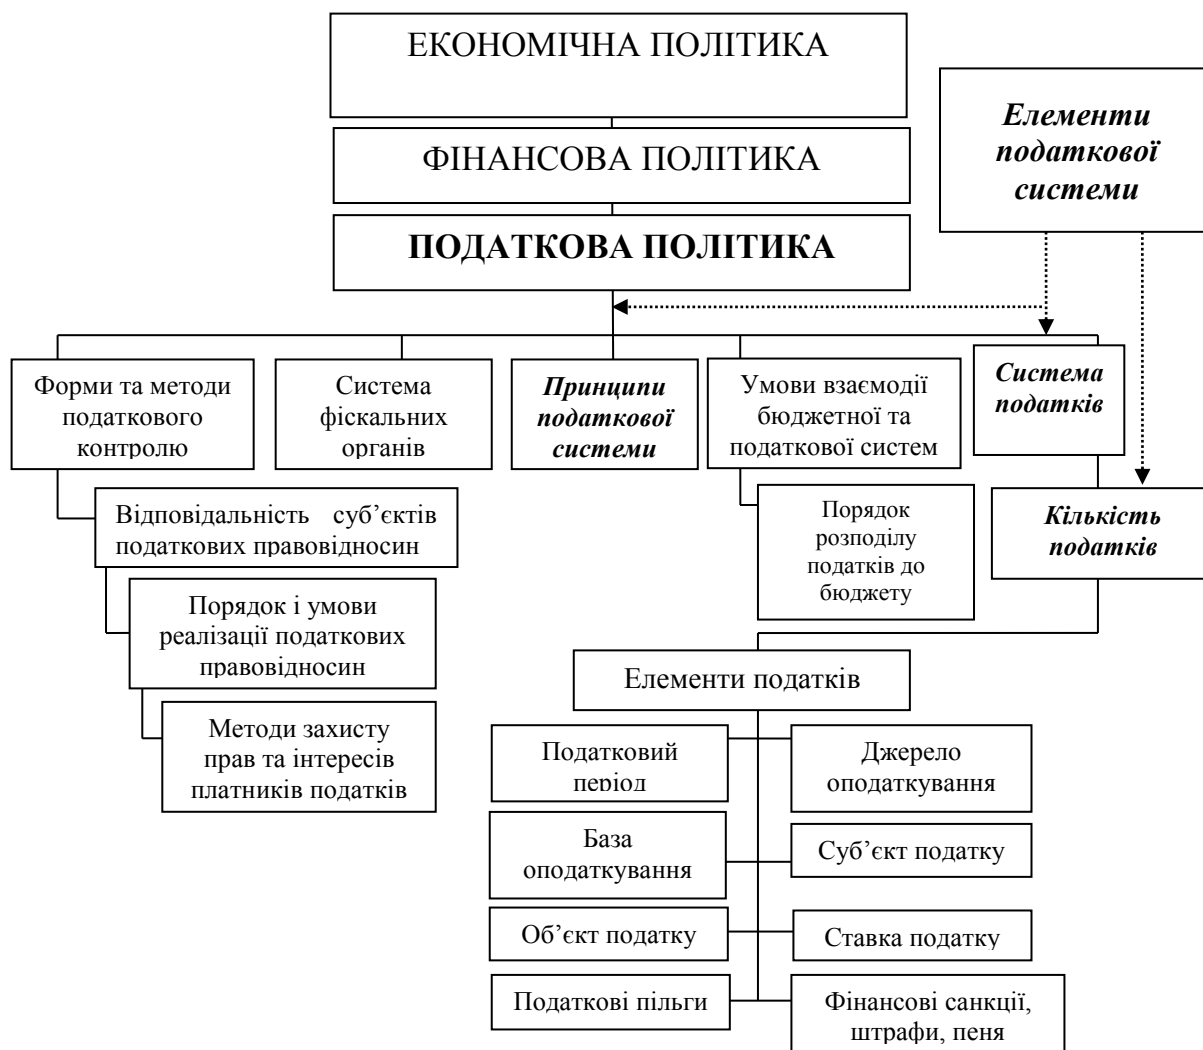 ЕКОНОМІЧНА ПОЛІТИКА
Елементи
податкової
системи
ФІНАНСОВА ПОЛІТИКА
ПОДАТКОВА ПОЛІТИКА
Форми та методи
податкового
контролю
Система
фіскальних
органів
Принципи
податкової
системи
Умови взаємодії
бюджетної та
податкової систем
Система
податків
Відповідальність суб’єктів
податкових правовідносин
Порядок
розподілу
податків до
бюджету
Кількість
податків
Порядок і умови
реалізації податкових
правовідносин
Методи захисту
прав та інтересів
платників податків
Елементи податків
Податковий
період
Джерело
оподаткування
База
оподаткування
Суб’єкт податку
Об’єкт податку
Ставка податку
Податкові пільги
Фінансові санкції,
штрафи, пеня